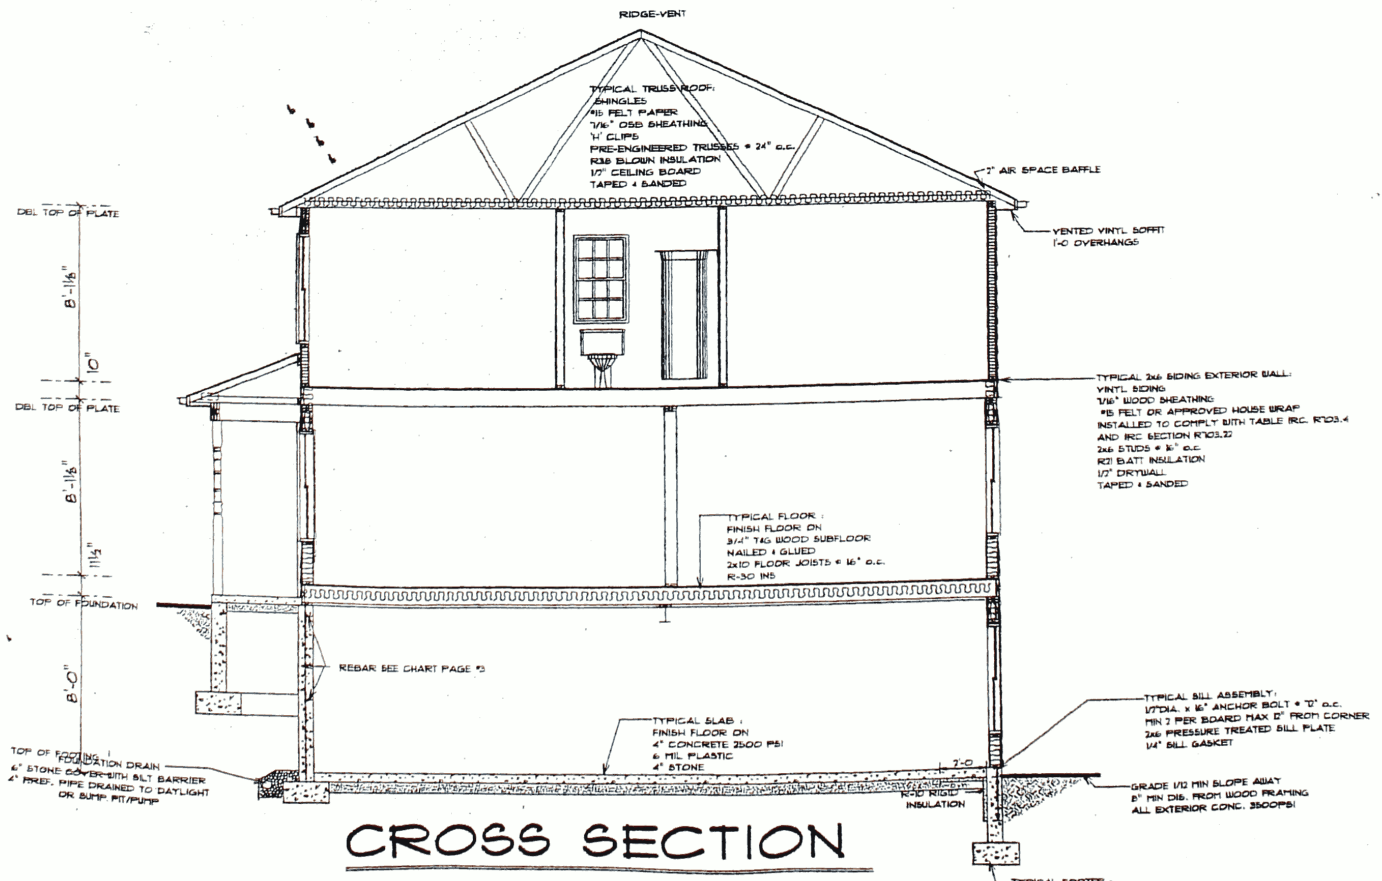 RIDGE-VENT
TYPICAL TRUSS ROOF:
SHINGLES
#15 FELT PAPER
7/16" OSB SHEATHING
'H' CLIPS
PRE-ENGINEERED TRUSSES @ 24" O.C.
R38 BLOWN INSULATION
1/2" CEILING BOARD
TAPED & SANDED
2" AIR SPACE BAFFLE
DBL TOP OF PLATE
VENTED VINYL SOFFIT
1'-0 OVERHANGS
8'-1 1/8"
10"
DBL TOP OF PLATE
TYPICAL 2x6 SIDING EXTERIOR WALL:
VINYL SIDING
7/16" WOOD SHEATHING
#15 FELT OR APPROVED HOUSE WRAP
INSTALLED TO COMPLY WITH TABLE IRC. R703.4
AND IRC SECTION R703.2
2x6 STUDS @ 16" O.C.
R21 BATT INSULATION
1/2" DRYWALL
TAPED & SANDED
8'-1 1/8"
11 1/2"
TYPICAL FLOOR :
FINISH FLOOR ON
3/4" T&G WOOD SUBFLOOR
NAILED & GLUED
2x10 FLOOR JOISTS @ 16" O.C.
R-30 INS
TOP OF FOUNDATION
REBAR SEE CHART PAGE #3
8'-0"
TYPICAL SLAB :
FINISH FLOOR ON
4" CONCRETE 2500 PSI
6 MIL PLASTIC
4" STONE
TYPICAL SILL ASSEMBLY:
1/2"DIA. x 16" ANCHOR BOLT @ 72" O.C.
MIN 2 PER BOARD MAX 12" FROM CORNER
2x6 PRESSURE TREATED SILL PLATE
1/4" SILL GASKET
TOP OF FOOTING
FOUNDATION DRAIN
6" STONE COVER WITH SILT BARRIER
4" PREF. PIPE DRAINED TO DAYLIGHT
OR SUMP PIT/PUMP
2'-0
R-10 RIGID
INSULATION
GRADE 1/12 MIN SLOPE AWAY
8" MIN DIS. FROM WOOD FRAMING
ALL EXTERIOR CONC. 3500PSI
CROSS SECTION